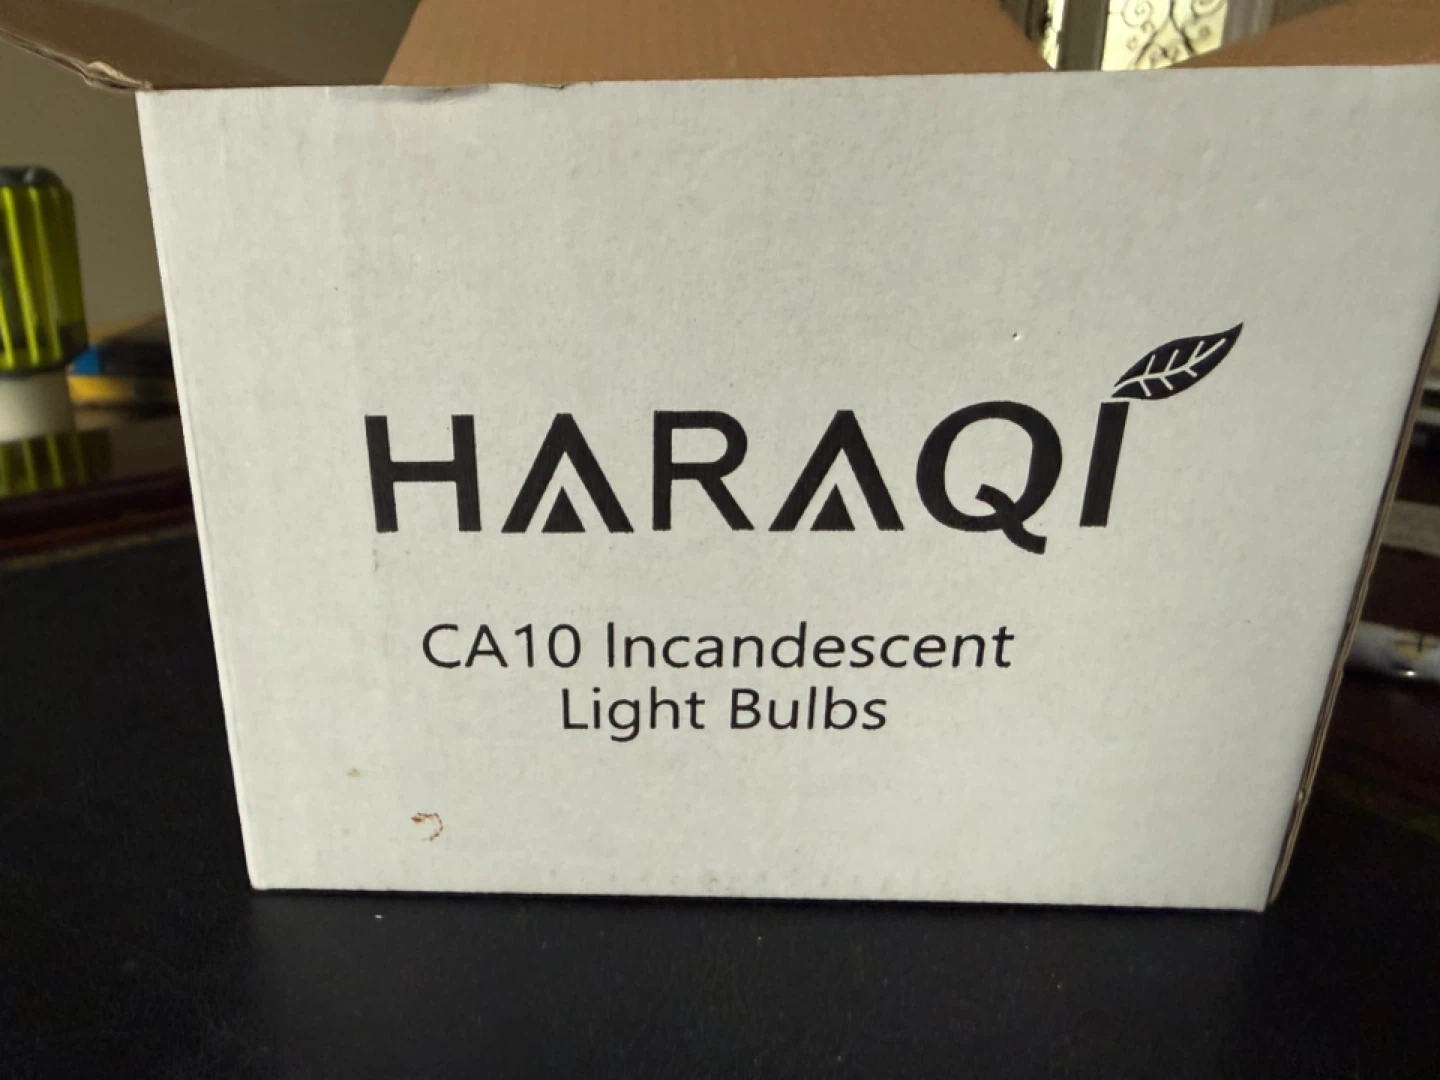 HARAQI
CA10 Incandescent
Light Bulbs